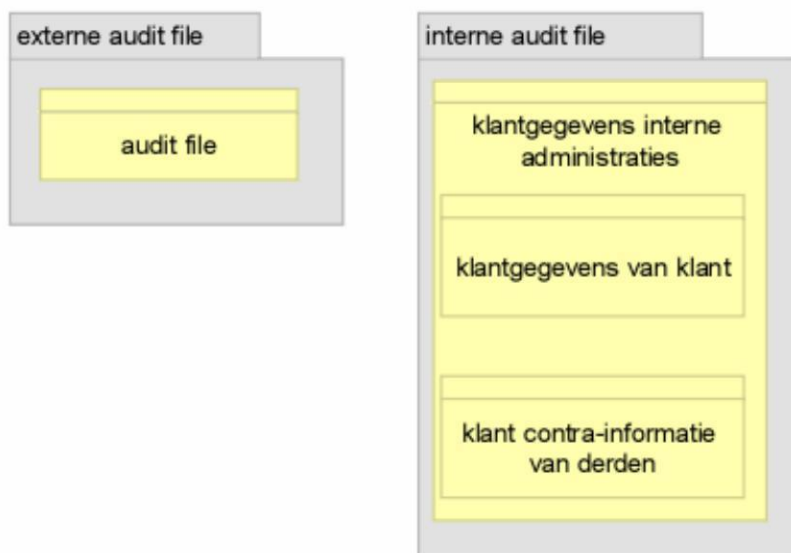 externe audit file
audit file
interne audit file
klantgegevens interne
administraties
klantgegevens van klant
klant contra-informatie
van derden